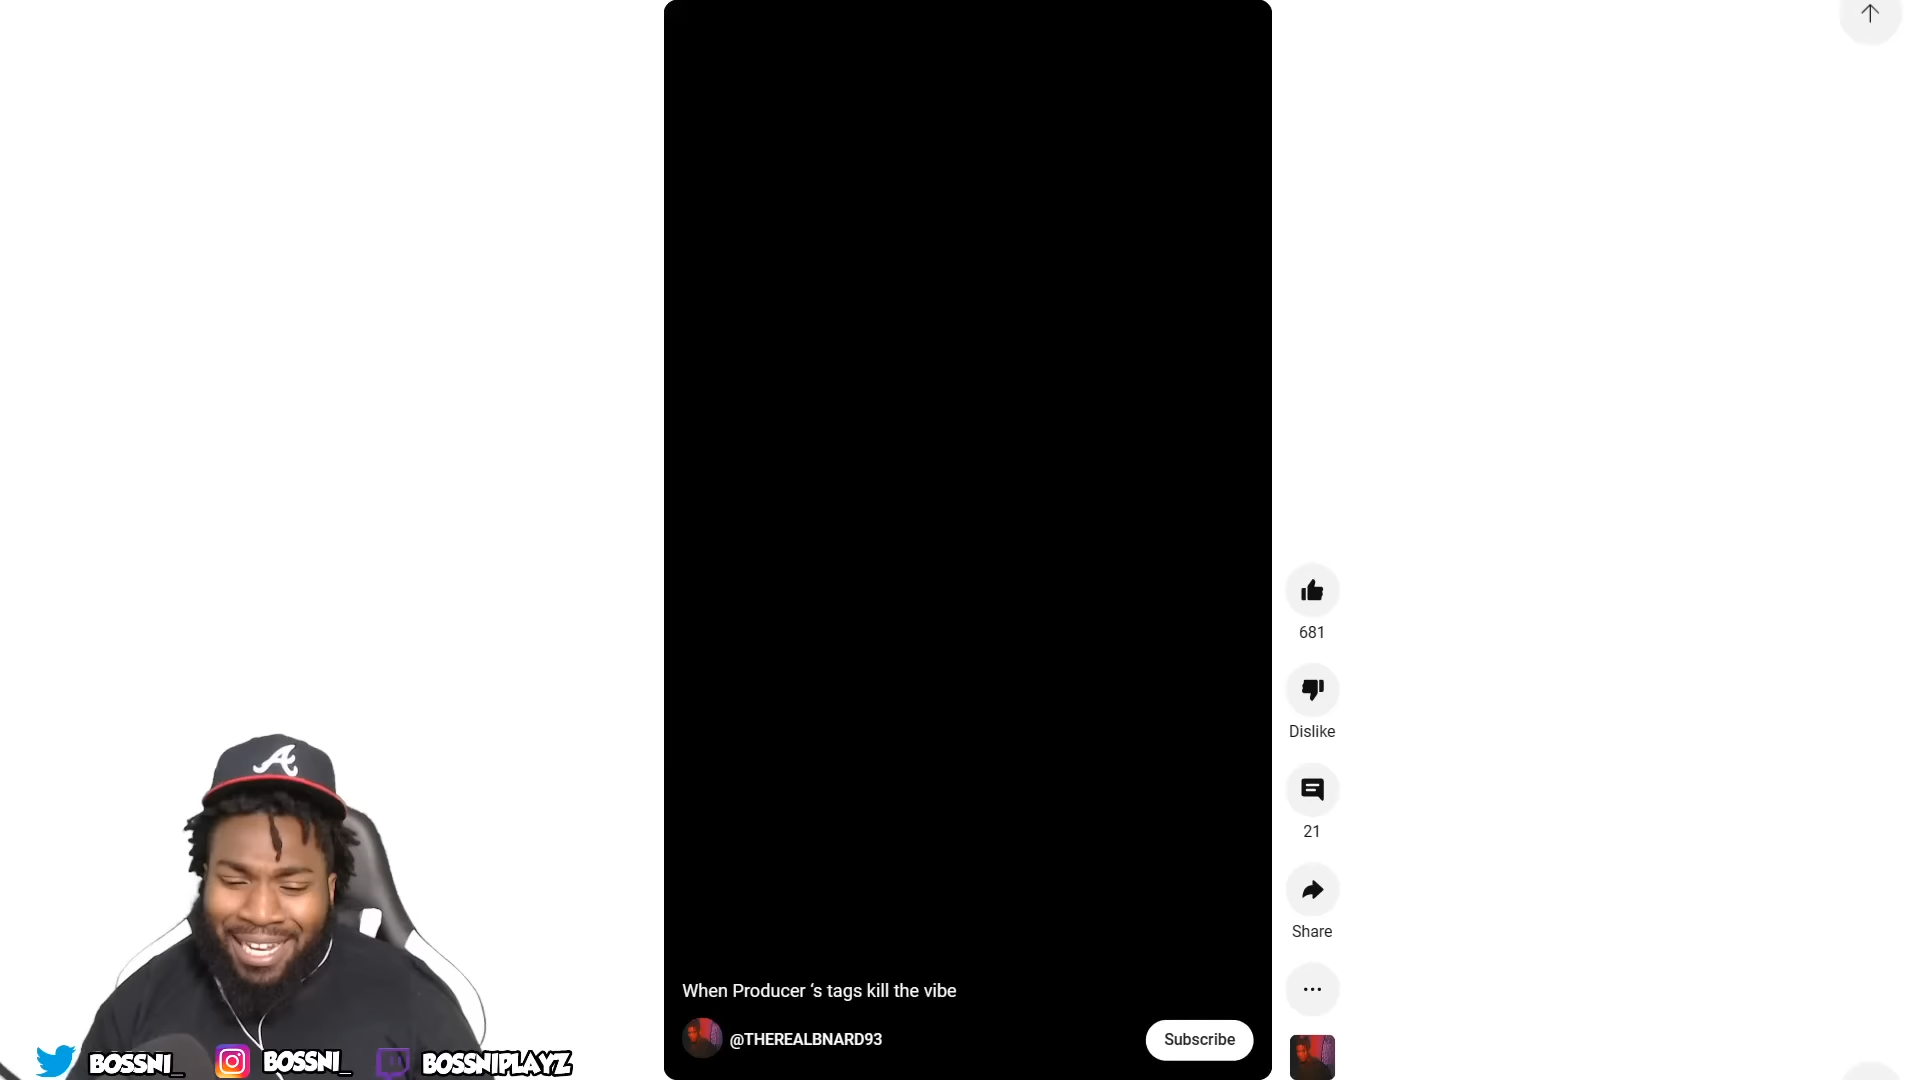 681
Dislike
21
Share
When Producer ‘s tags kill the vibe
@THEREALBNARD93
Subscribe
A
BOSSNI_
BOSSNI_
BOSSNIPLAYZ